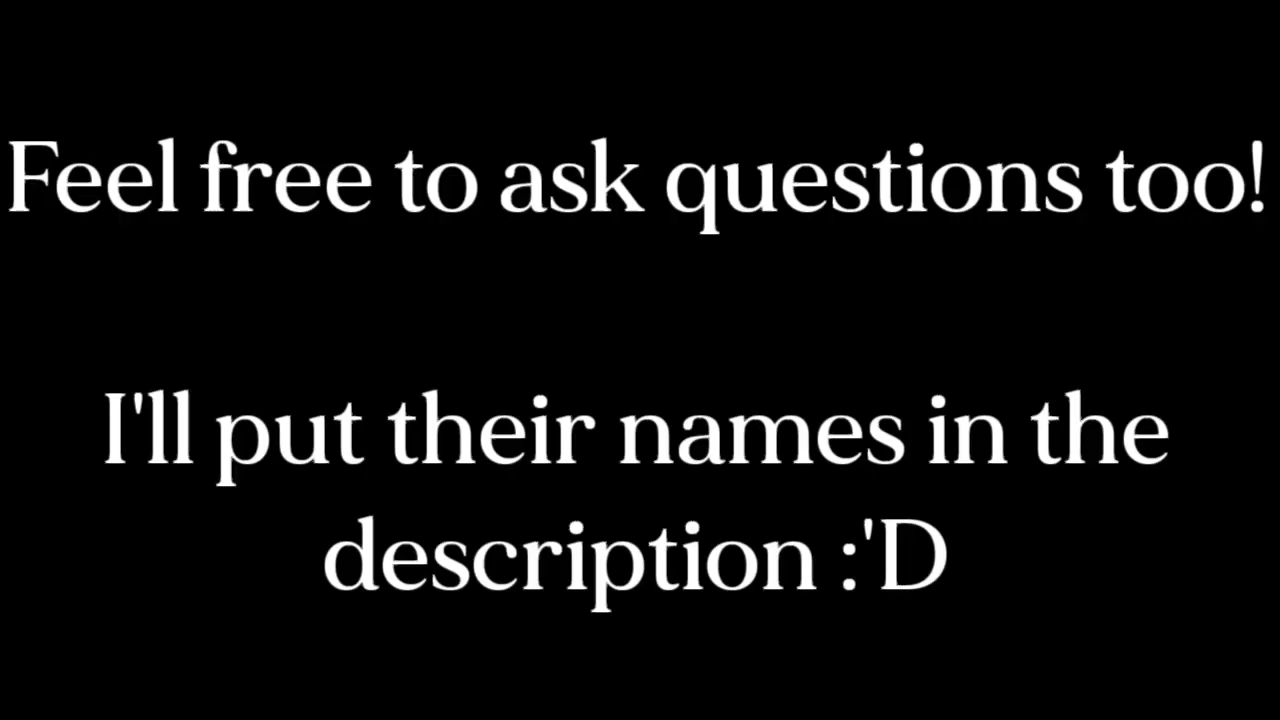 Feel free to ask questions too!
I'll put their names in the
description :'D